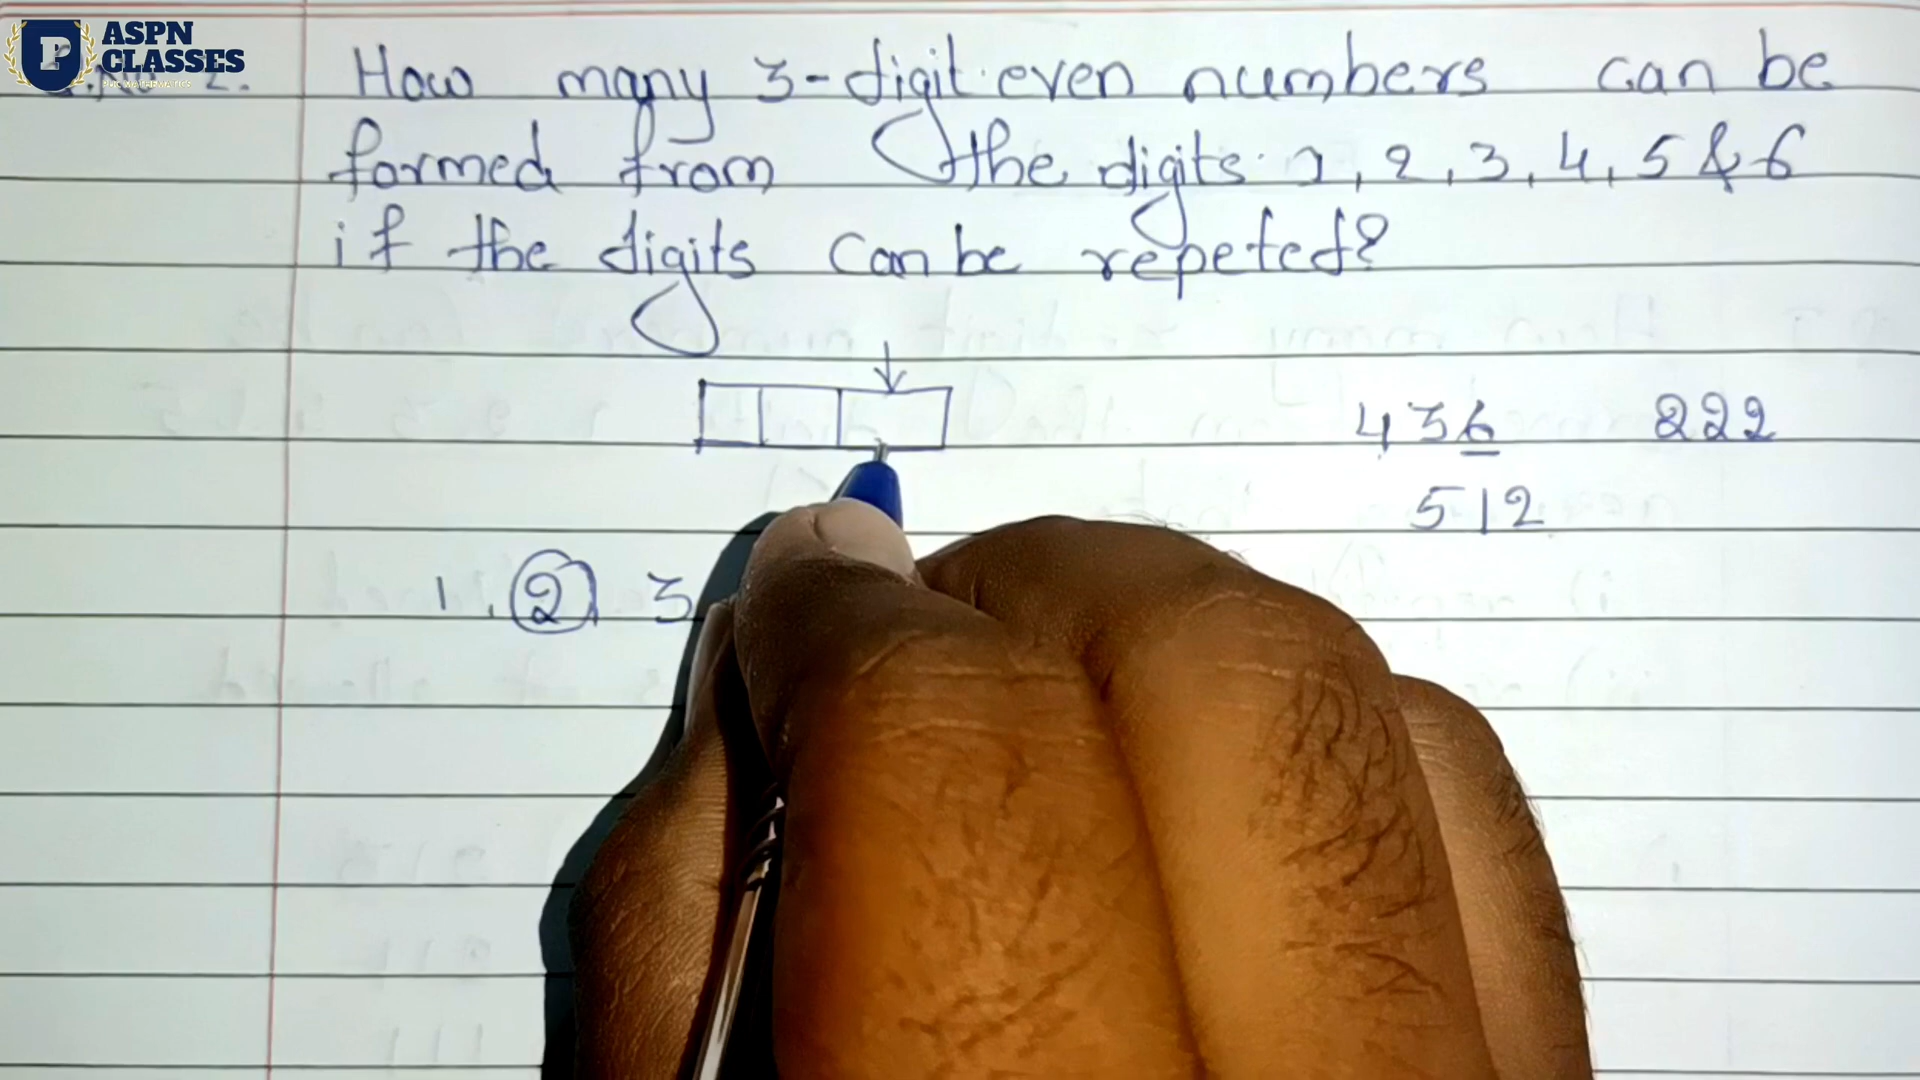 ASPN
CLASSES
2.
How many 3-digit even numbers can be
formed from the digits 1, 2, 3, 4, 5 & 6
if the digits can be repeted?
436 222
512
1, 2, 3